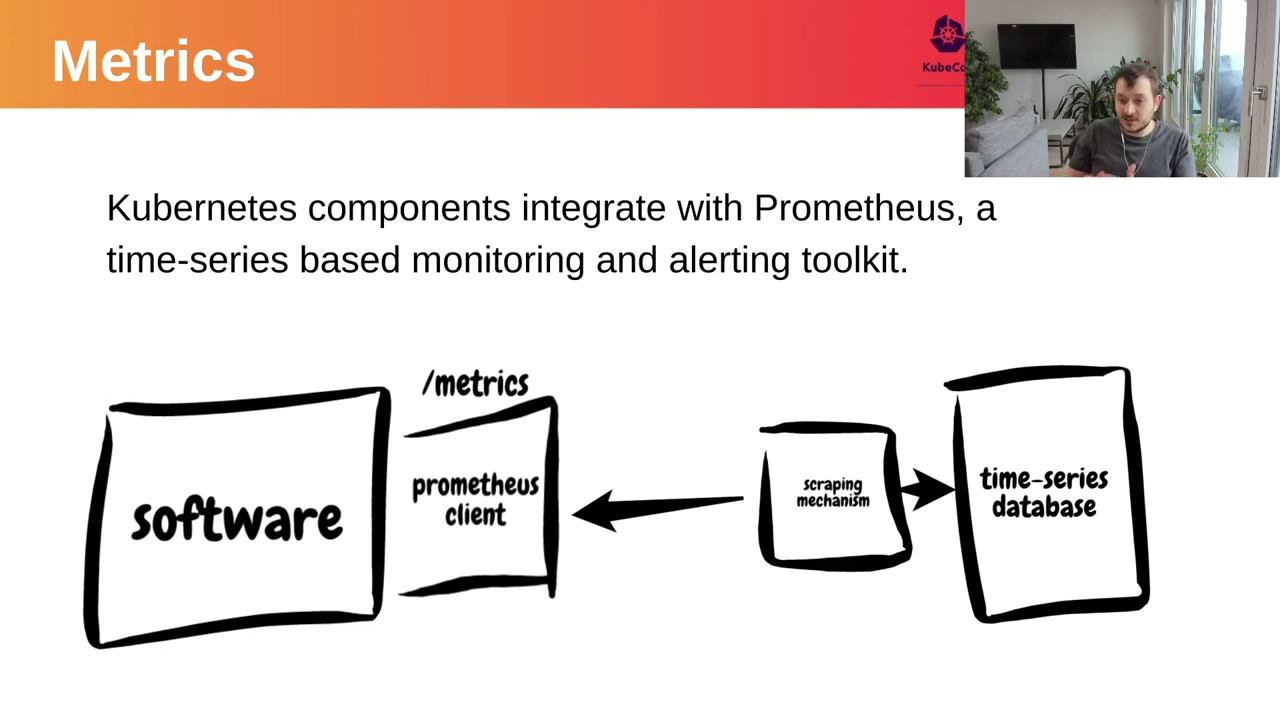 Metrics
Kubernetes components integrate with Prometheus, a
time-series based monitoring and alerting toolkit.
/metrics
software
prometheus
client
scraping
mechanism
time-series
database